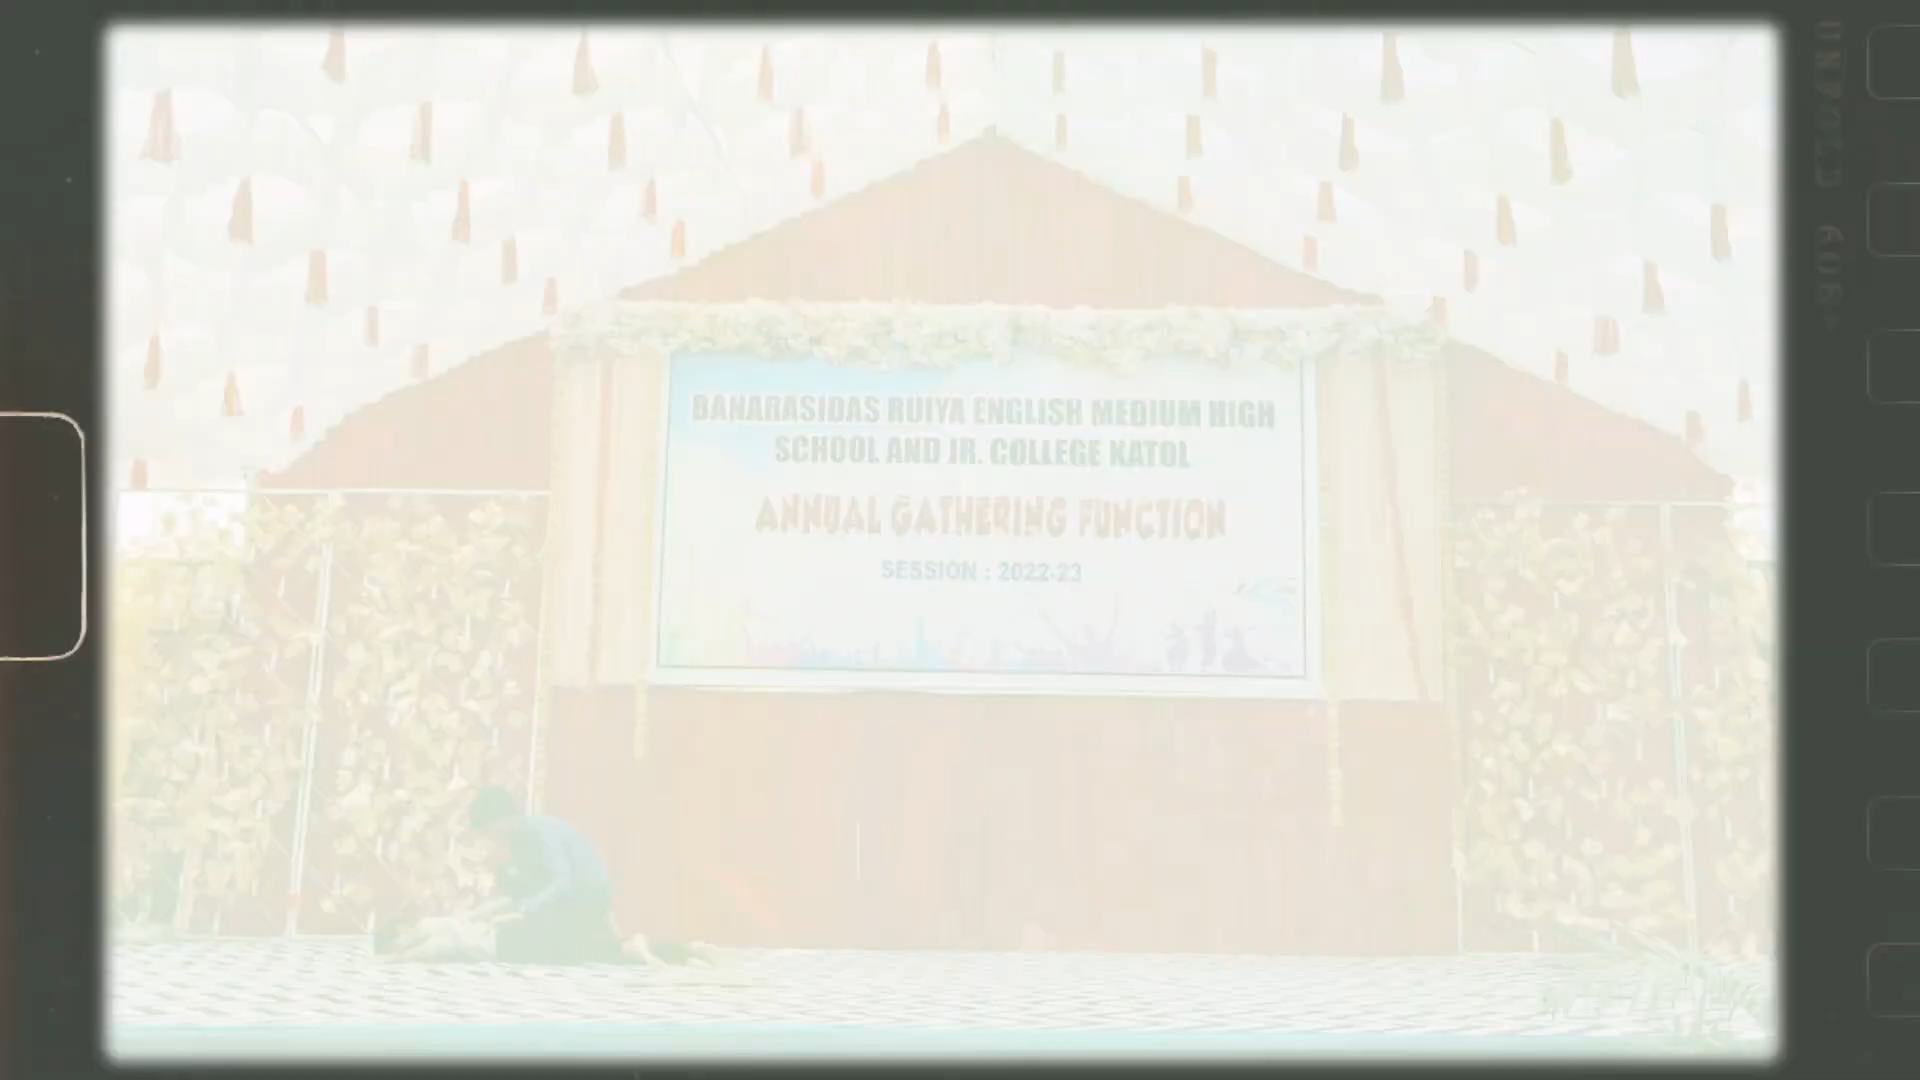 BANARASIDAS RUIYA ENGLISH MEDIUM HIGH
SCHOOL AND JR. COLLEGE KATOL
ANNUAL GATHERING FUNCTION
SESSION : 2022-23